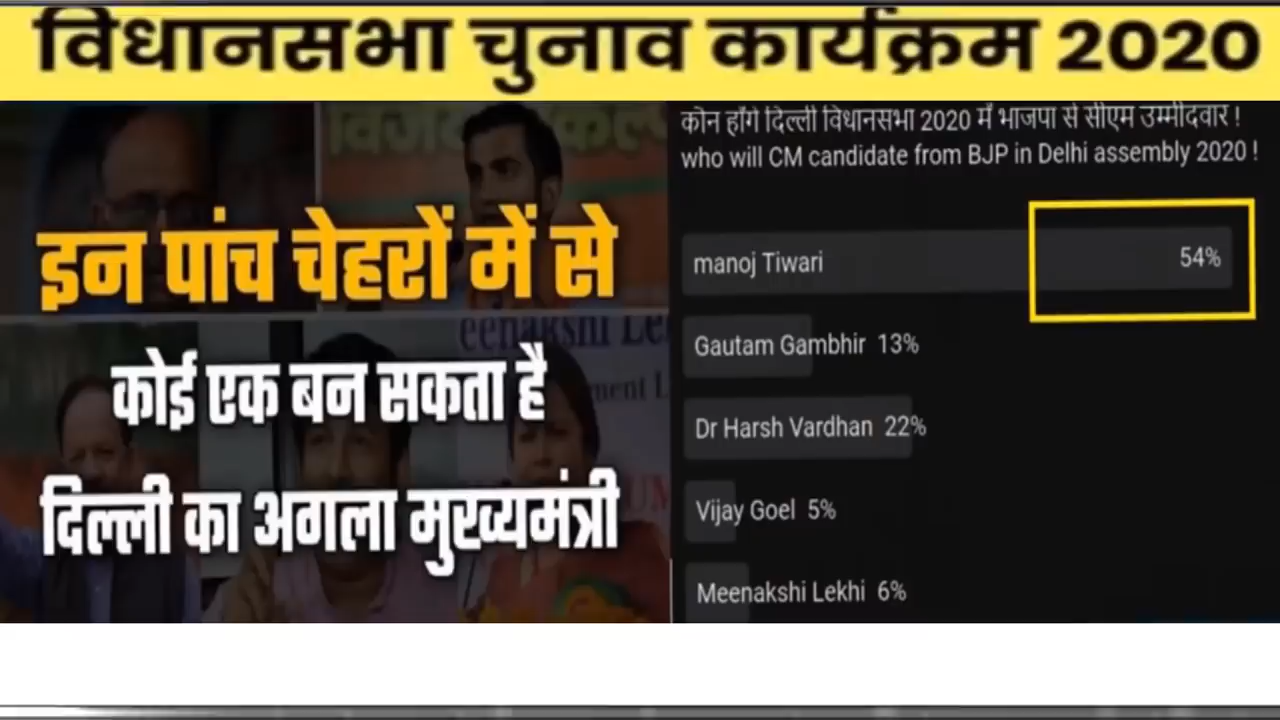 विधानसभा चुनाव कार्यक्रम 2020
इन पांच चेहरों में से
कोई एक बन सकता है
दिल्ली का अगला मुख्यमंत्री
कोन होंगे दिल्ली विधानसभा 2020 में भाजपा से सीएम उम्मीदवार !
who will CM candidate from BJP in Delhi assembly 2020 !
manoj Tiwari 54%
Gautam Gambhir 13%
Dr Harsh Vardhan 22%
Vijay Goel 5%
Meenakshi Lekhi 6%